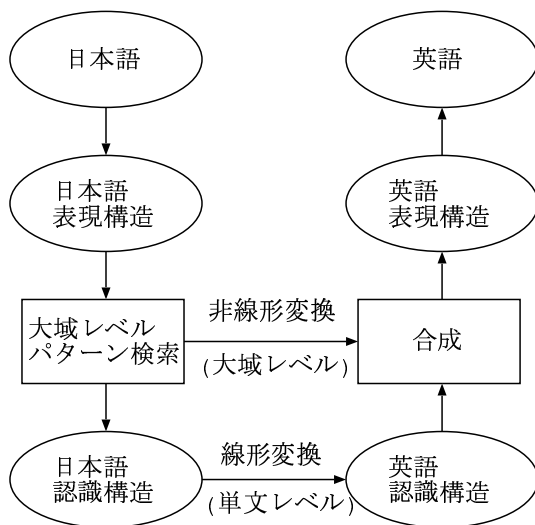 日本語
英語
日本語
表現構造
英語
表現構造
大域レベル
パターン検索
非線形変換
(大域レベル)
合成
日本語
認識構造
線形変換
(単文レベル)
英語
認識構造